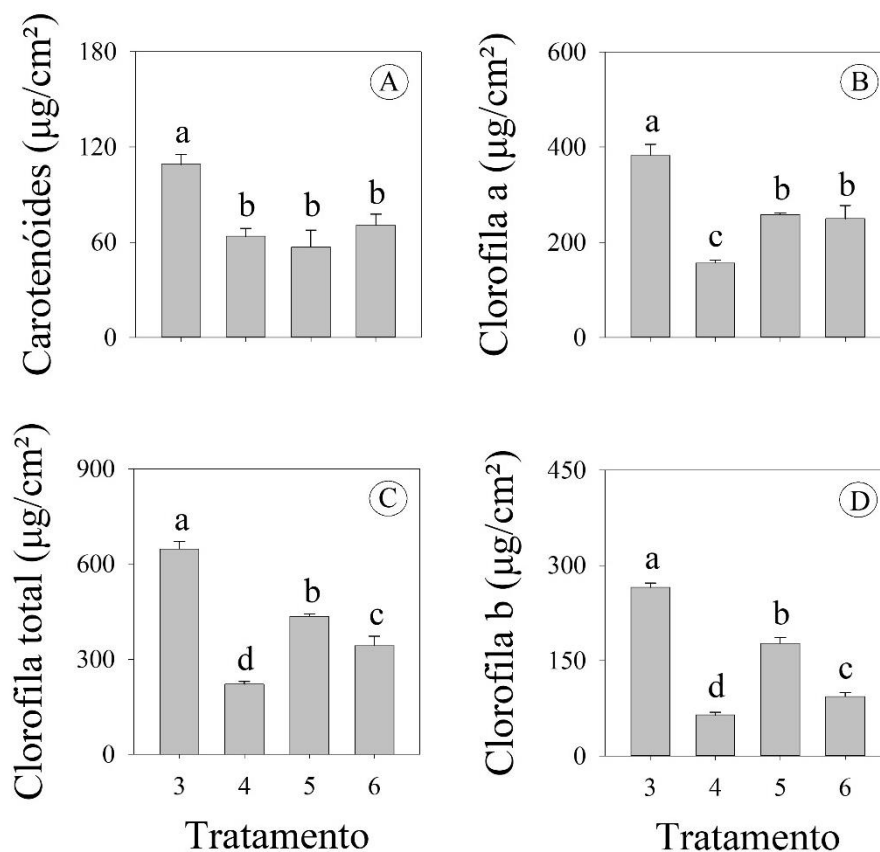 Carotenóides (µg/cm²)
180
120
60
0
A
a
b
b
b
Clorofila a (µg/cm²)
600
400
200
0
B
a
c
b
b
Clorofila total (µg/cm²)
900
600
300
0
C
a
d
b
c
3 4 5 6
Tratamento
Clorofila b (µg/cm²)
450
300
150
0
D
a
d
b
c
3 4 5 6
Tratamento